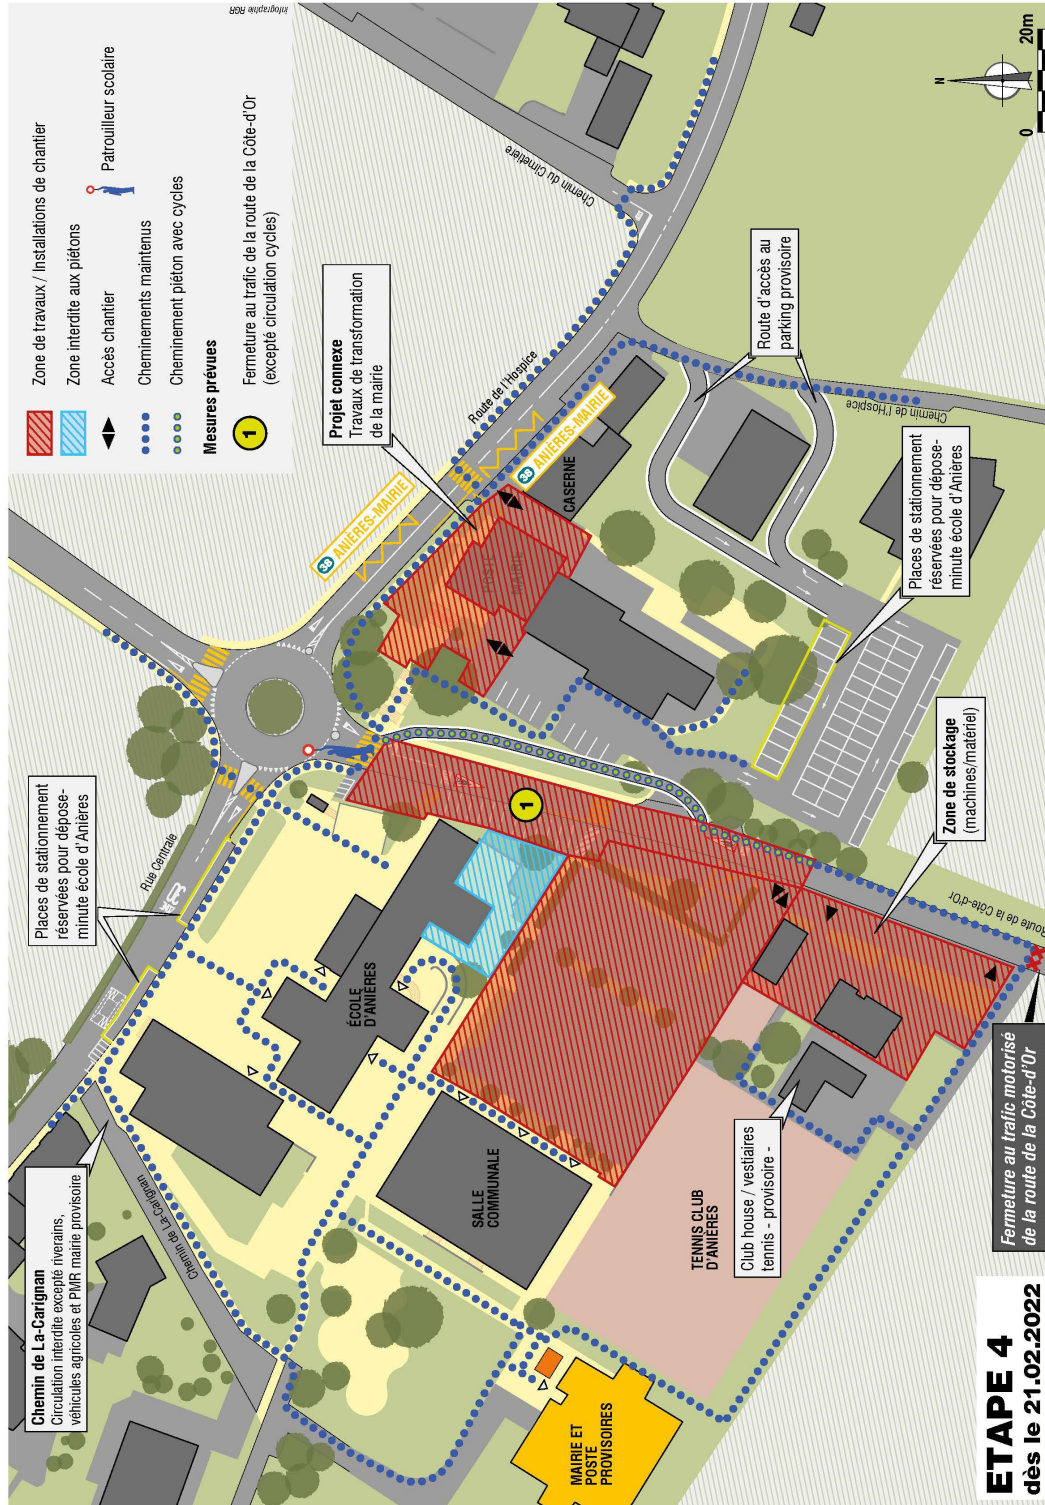 ETAPE 4
dès le 21.02.2022
Chemin de La-Carignan
Circulation interdite excepté riverains,
véhicules agricoles et PMR mairie provisoire
Chemin de La-Carignan
Places de stationnement
réservées pour dépose-
minute école d'Anières
Rue Centrale
38 ANIÈRES-MAIRIE
38 ANIÈRES-MAIRIE
Route de l'Hospice
Projet connexe
Travaux de transformation
de la mairie
Zone de travaux / Installations de chantier
Zone interdite aux piétons
Accès chantier
Patrouilleur scolaire
Cheminements maintenus
Cheminement piéton avec cycles
Mesures prévues
1
Fermeture au trafic de la route de la Côte-d'Or
(excepté circulation cycles)
infographie RGR
Chemin du Cimetière
MAIRIE ET
POSTE
PROVISOIRES
SALLE
COMMUNALE
ÉCOLE
D'ANIÈRES
1
MAIRIE
CASERNE
Route d'accès au
parking provisoire
Chemin de l'Hospice
Places de stationnement
réservées pour dépose-
minute école d'Anières
TENNIS CLUB
D'ANIÈRES
Club house / vestiaires
tennis - provisoire -
Zone de stockage
(machines/matériel)
Route de la Côte-d'Or
Fermeture au trafic motorisé
de la route de la Côte-d'Or
N
0
20m